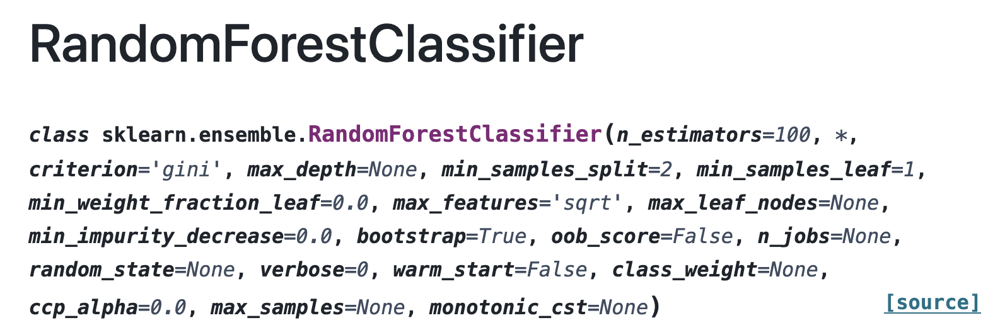 RandomForestClassifier
class sklearn.ensemble.RandomForestClassifier(n_estimators=100, *,
criterion='gini', max_depth=None, min_samples_split=2, min_samples_leaf=1,
min_weight_fraction_leaf=0.0, max_features='sqrt', max_leaf_nodes=None,
min_impurity_decrease=0.0, bootstrap=True, oob_score=False, n_jobs=None,
random_state=None, verbose=0, warm_start=False, class_weight=None,
ccp_alpha=0.0, max_samples=None, monotonic_cst=None) [source]